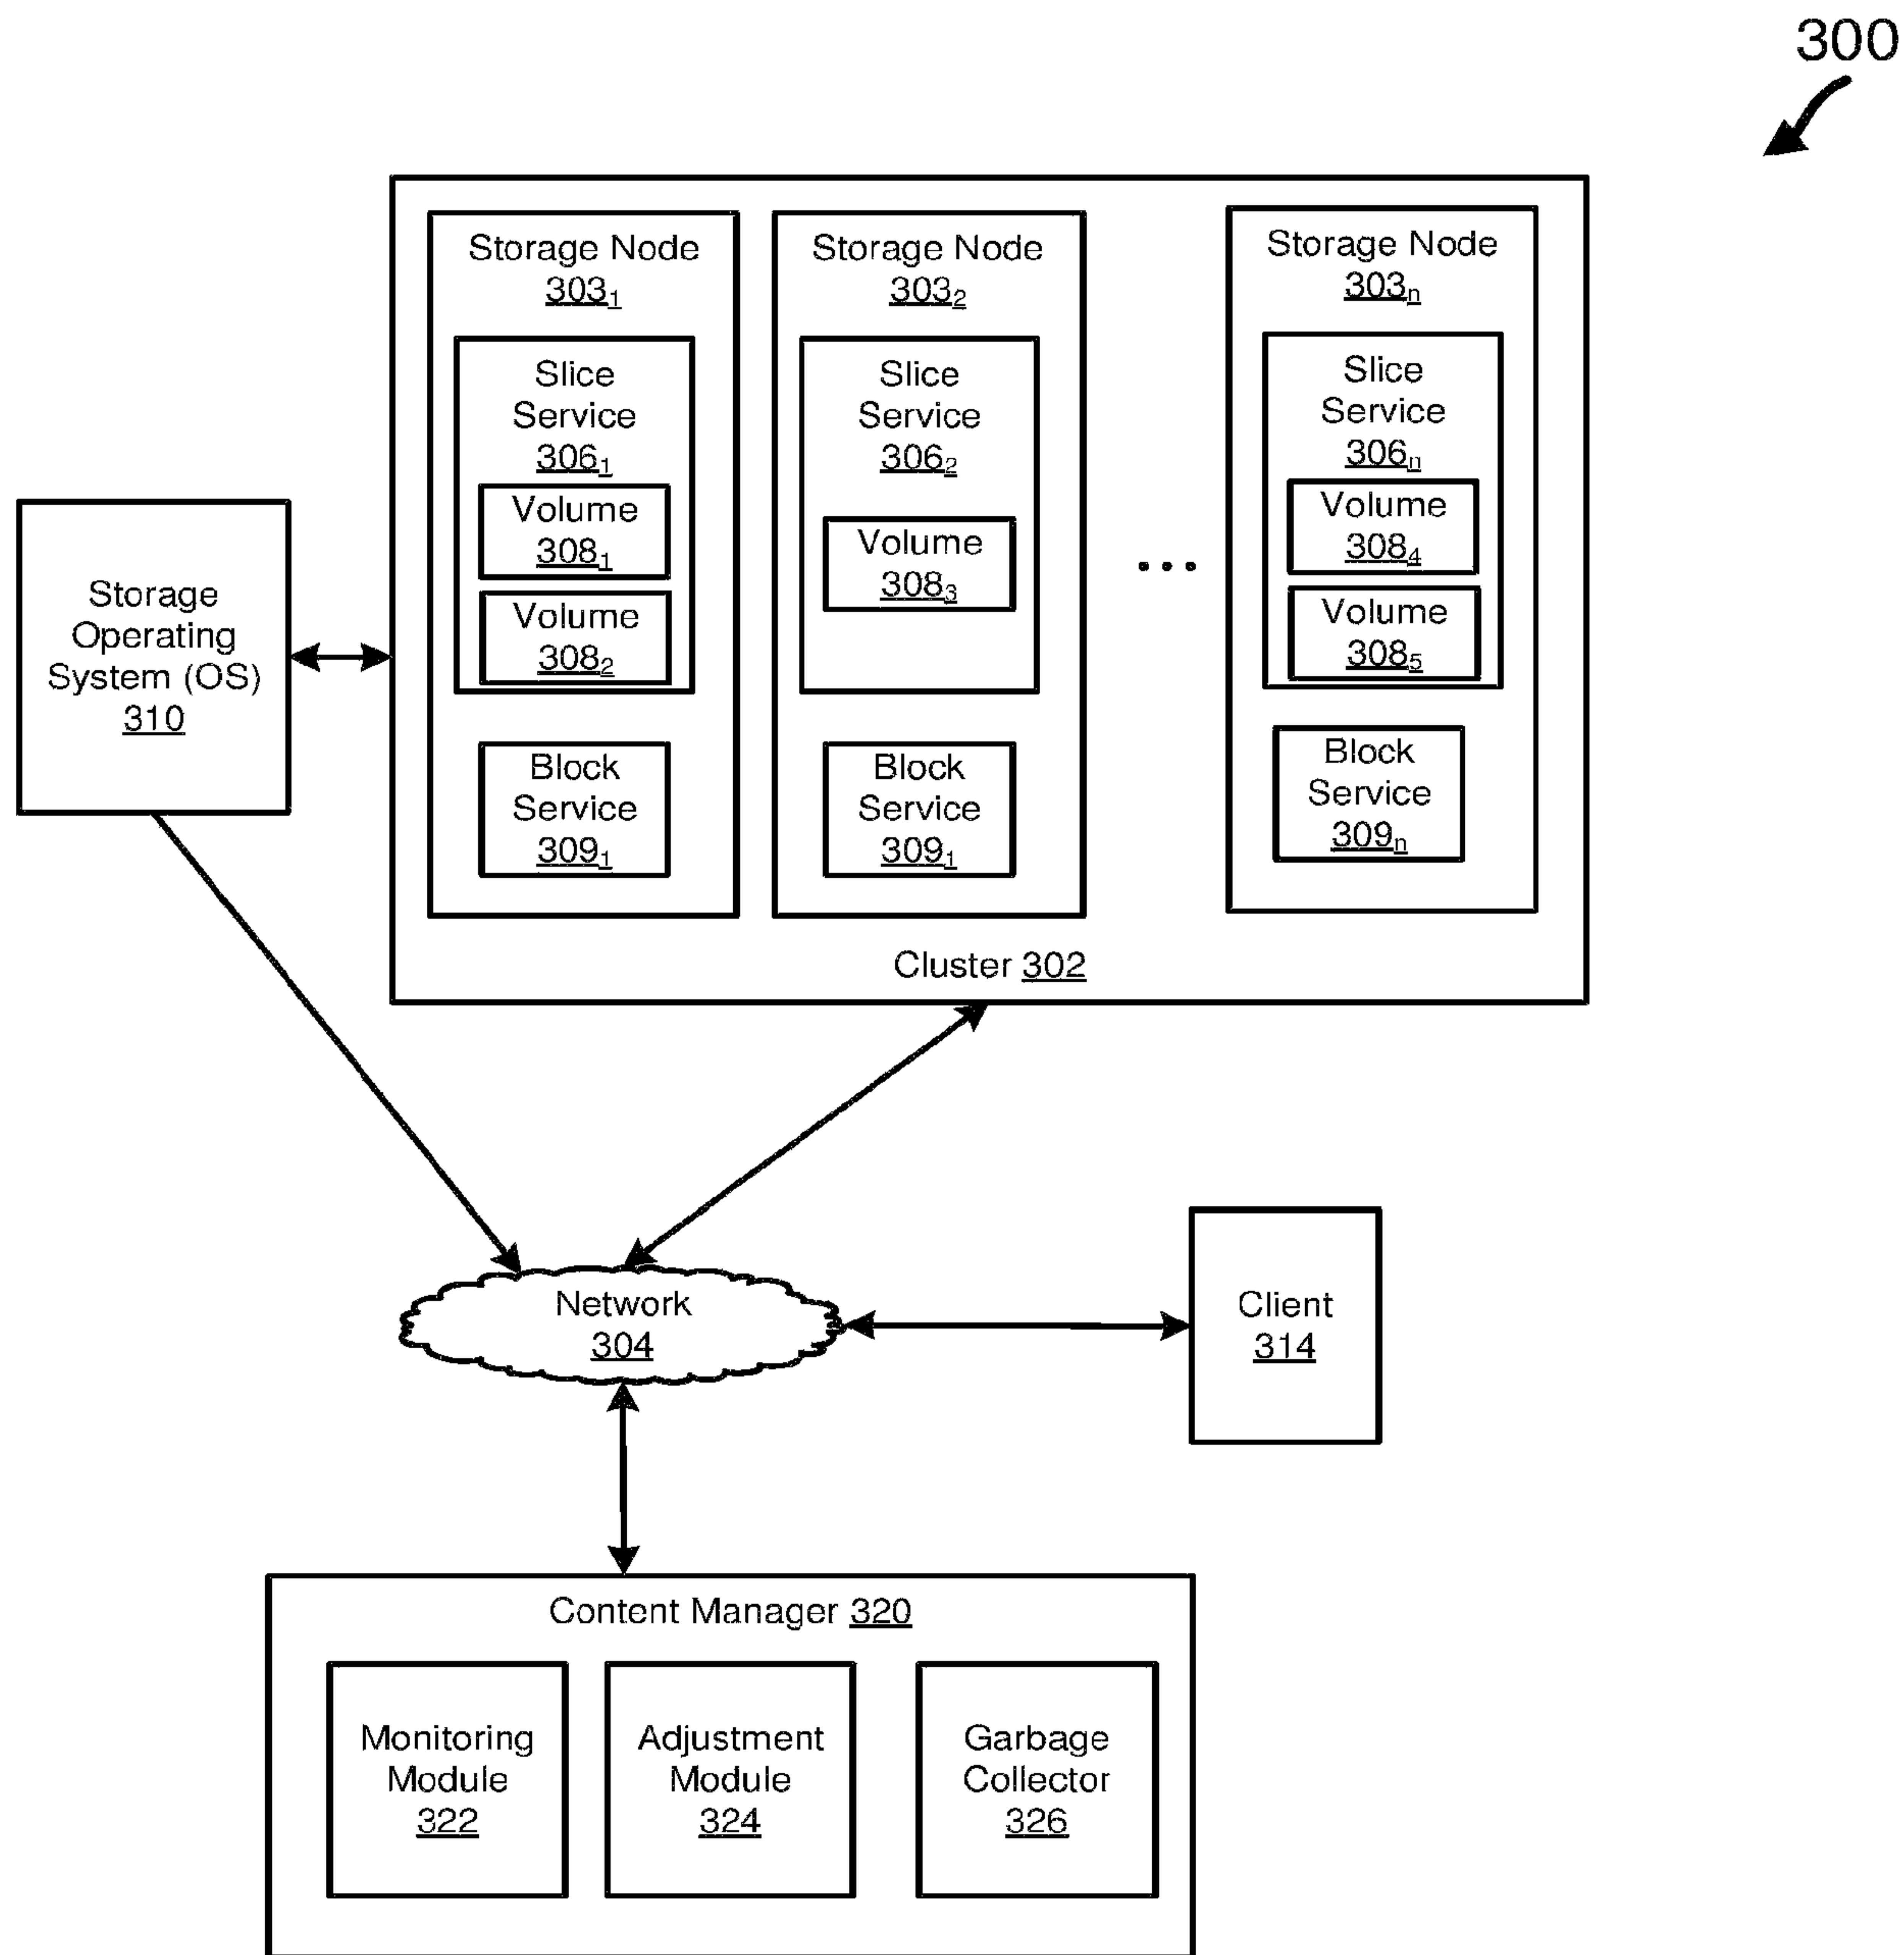 300
Storage Node
303₁
Slice
Service
306₁
Volume
308₁
Volume
308₂
Block
Service
309₁
Storage Node
303₂
Slice
Service
306₂
Volume
308₃
Block
Service
309₁
...
Storage Node
303ₙ
Slice
Service
306ₙ
Volume
308₄
Volume
308₅
Block
Service
309ₙ
Cluster 302
Storage
Operating
System (OS)
310
Network
304
Client
314
Content Manager 320
Monitoring
Module
322
Adjustment
Module
324
Garbage
Collector
326